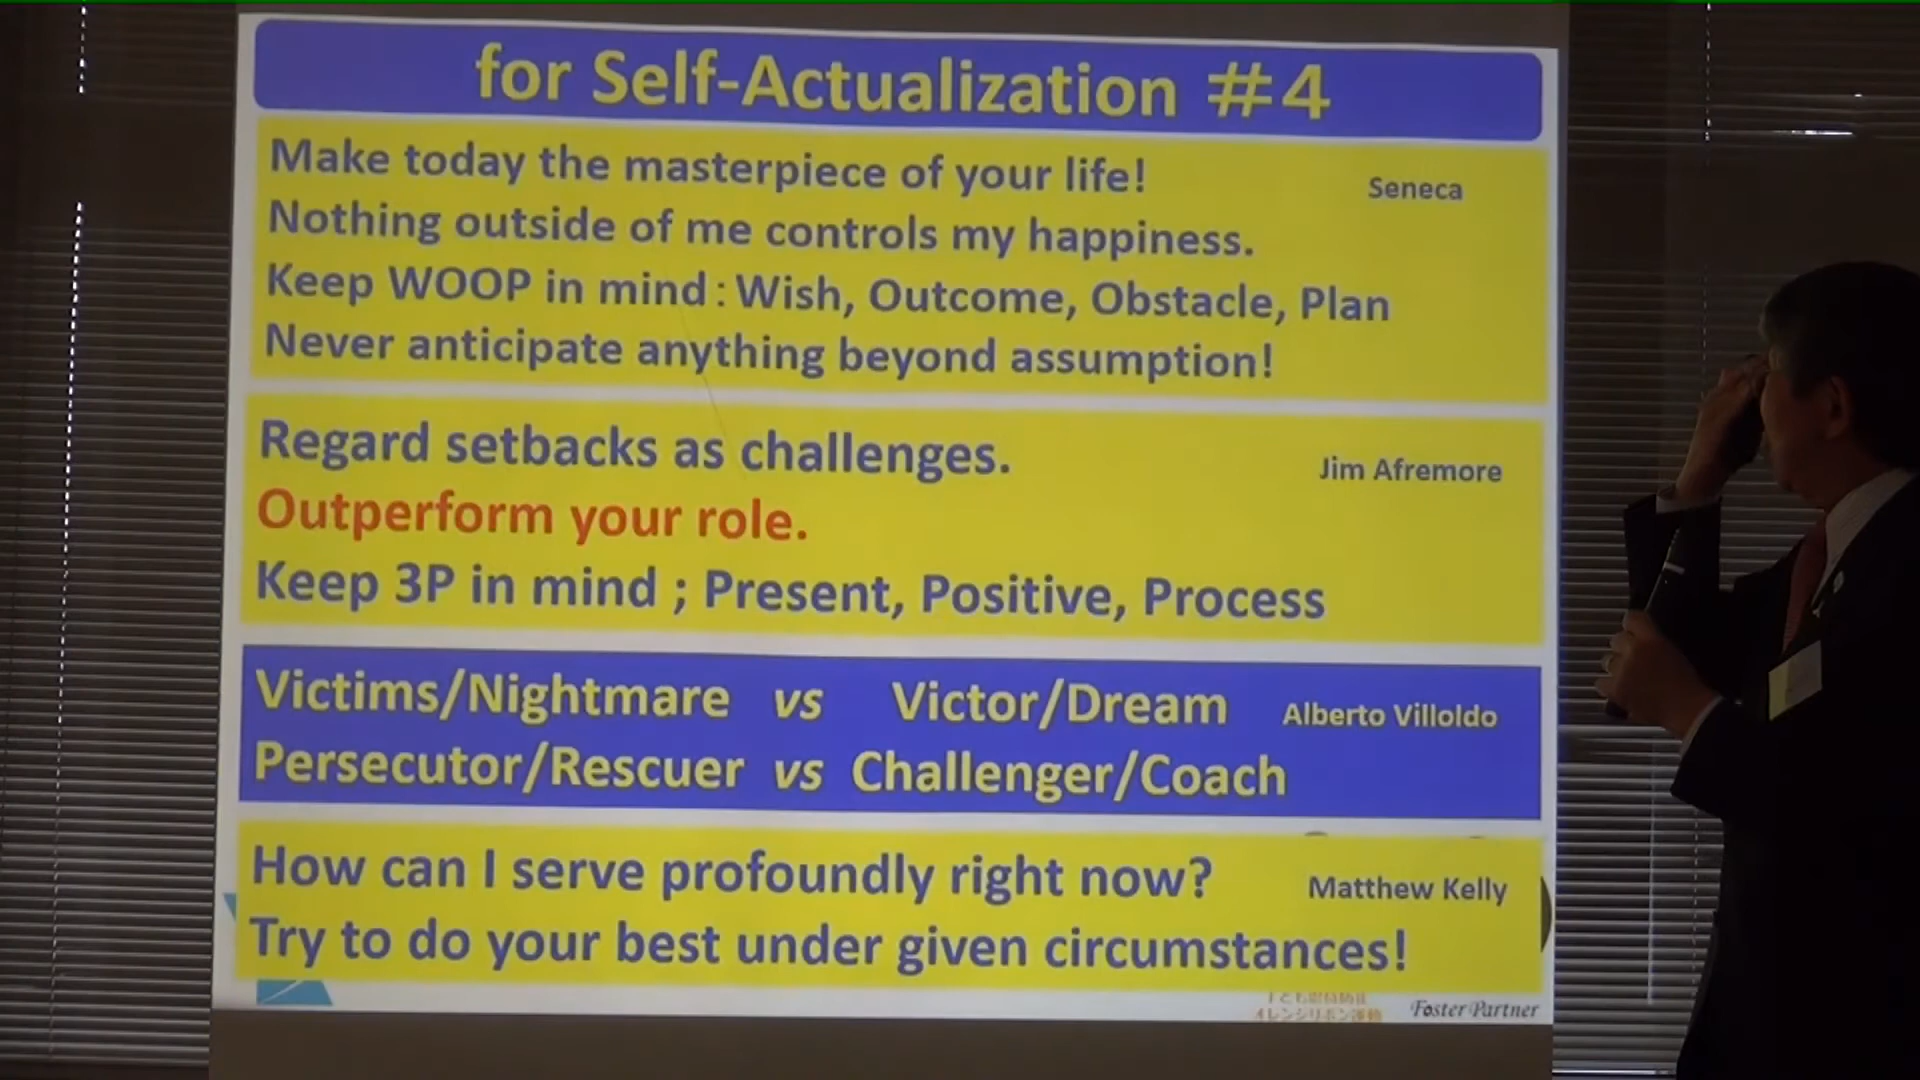 for Self-Actualization #4
Make today the masterpiece of your life!
Seneca
Nothing outside of me controls my happiness.
Keep WOOP in mind : Wish, Outcome, Obstacle, Plan
Never anticipate anything beyond assumption!
Regard setbacks as challenges.
Jim Afremore
Outperform your role.
Keep 3P in mind ; Present, Positive, Process
Victims/Nightmare vs Victor/Dream
Alberto Villoldo
Persecutor/Rescuer vs Challenger/Coach
How can I serve profoundly right now?
Matthew Kelly
Try to do your best under given circumstances!
Foster Partner